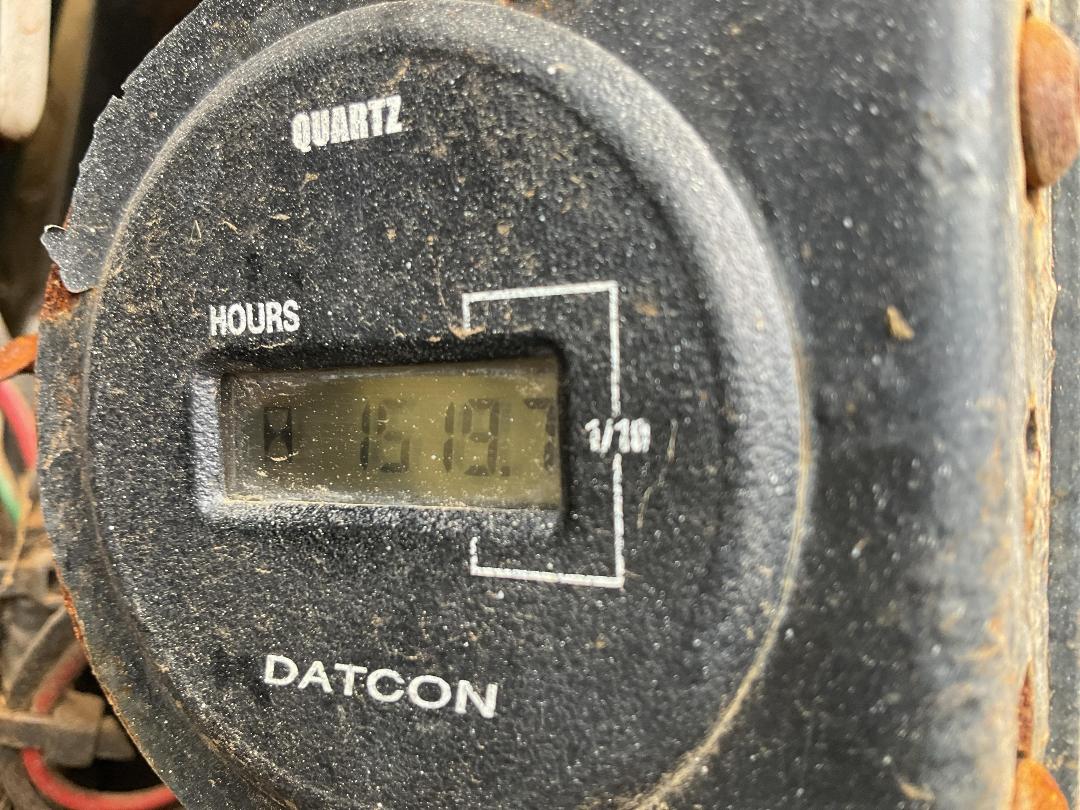 QUARTZ
HOURS
1519.7
1/10
DATCON